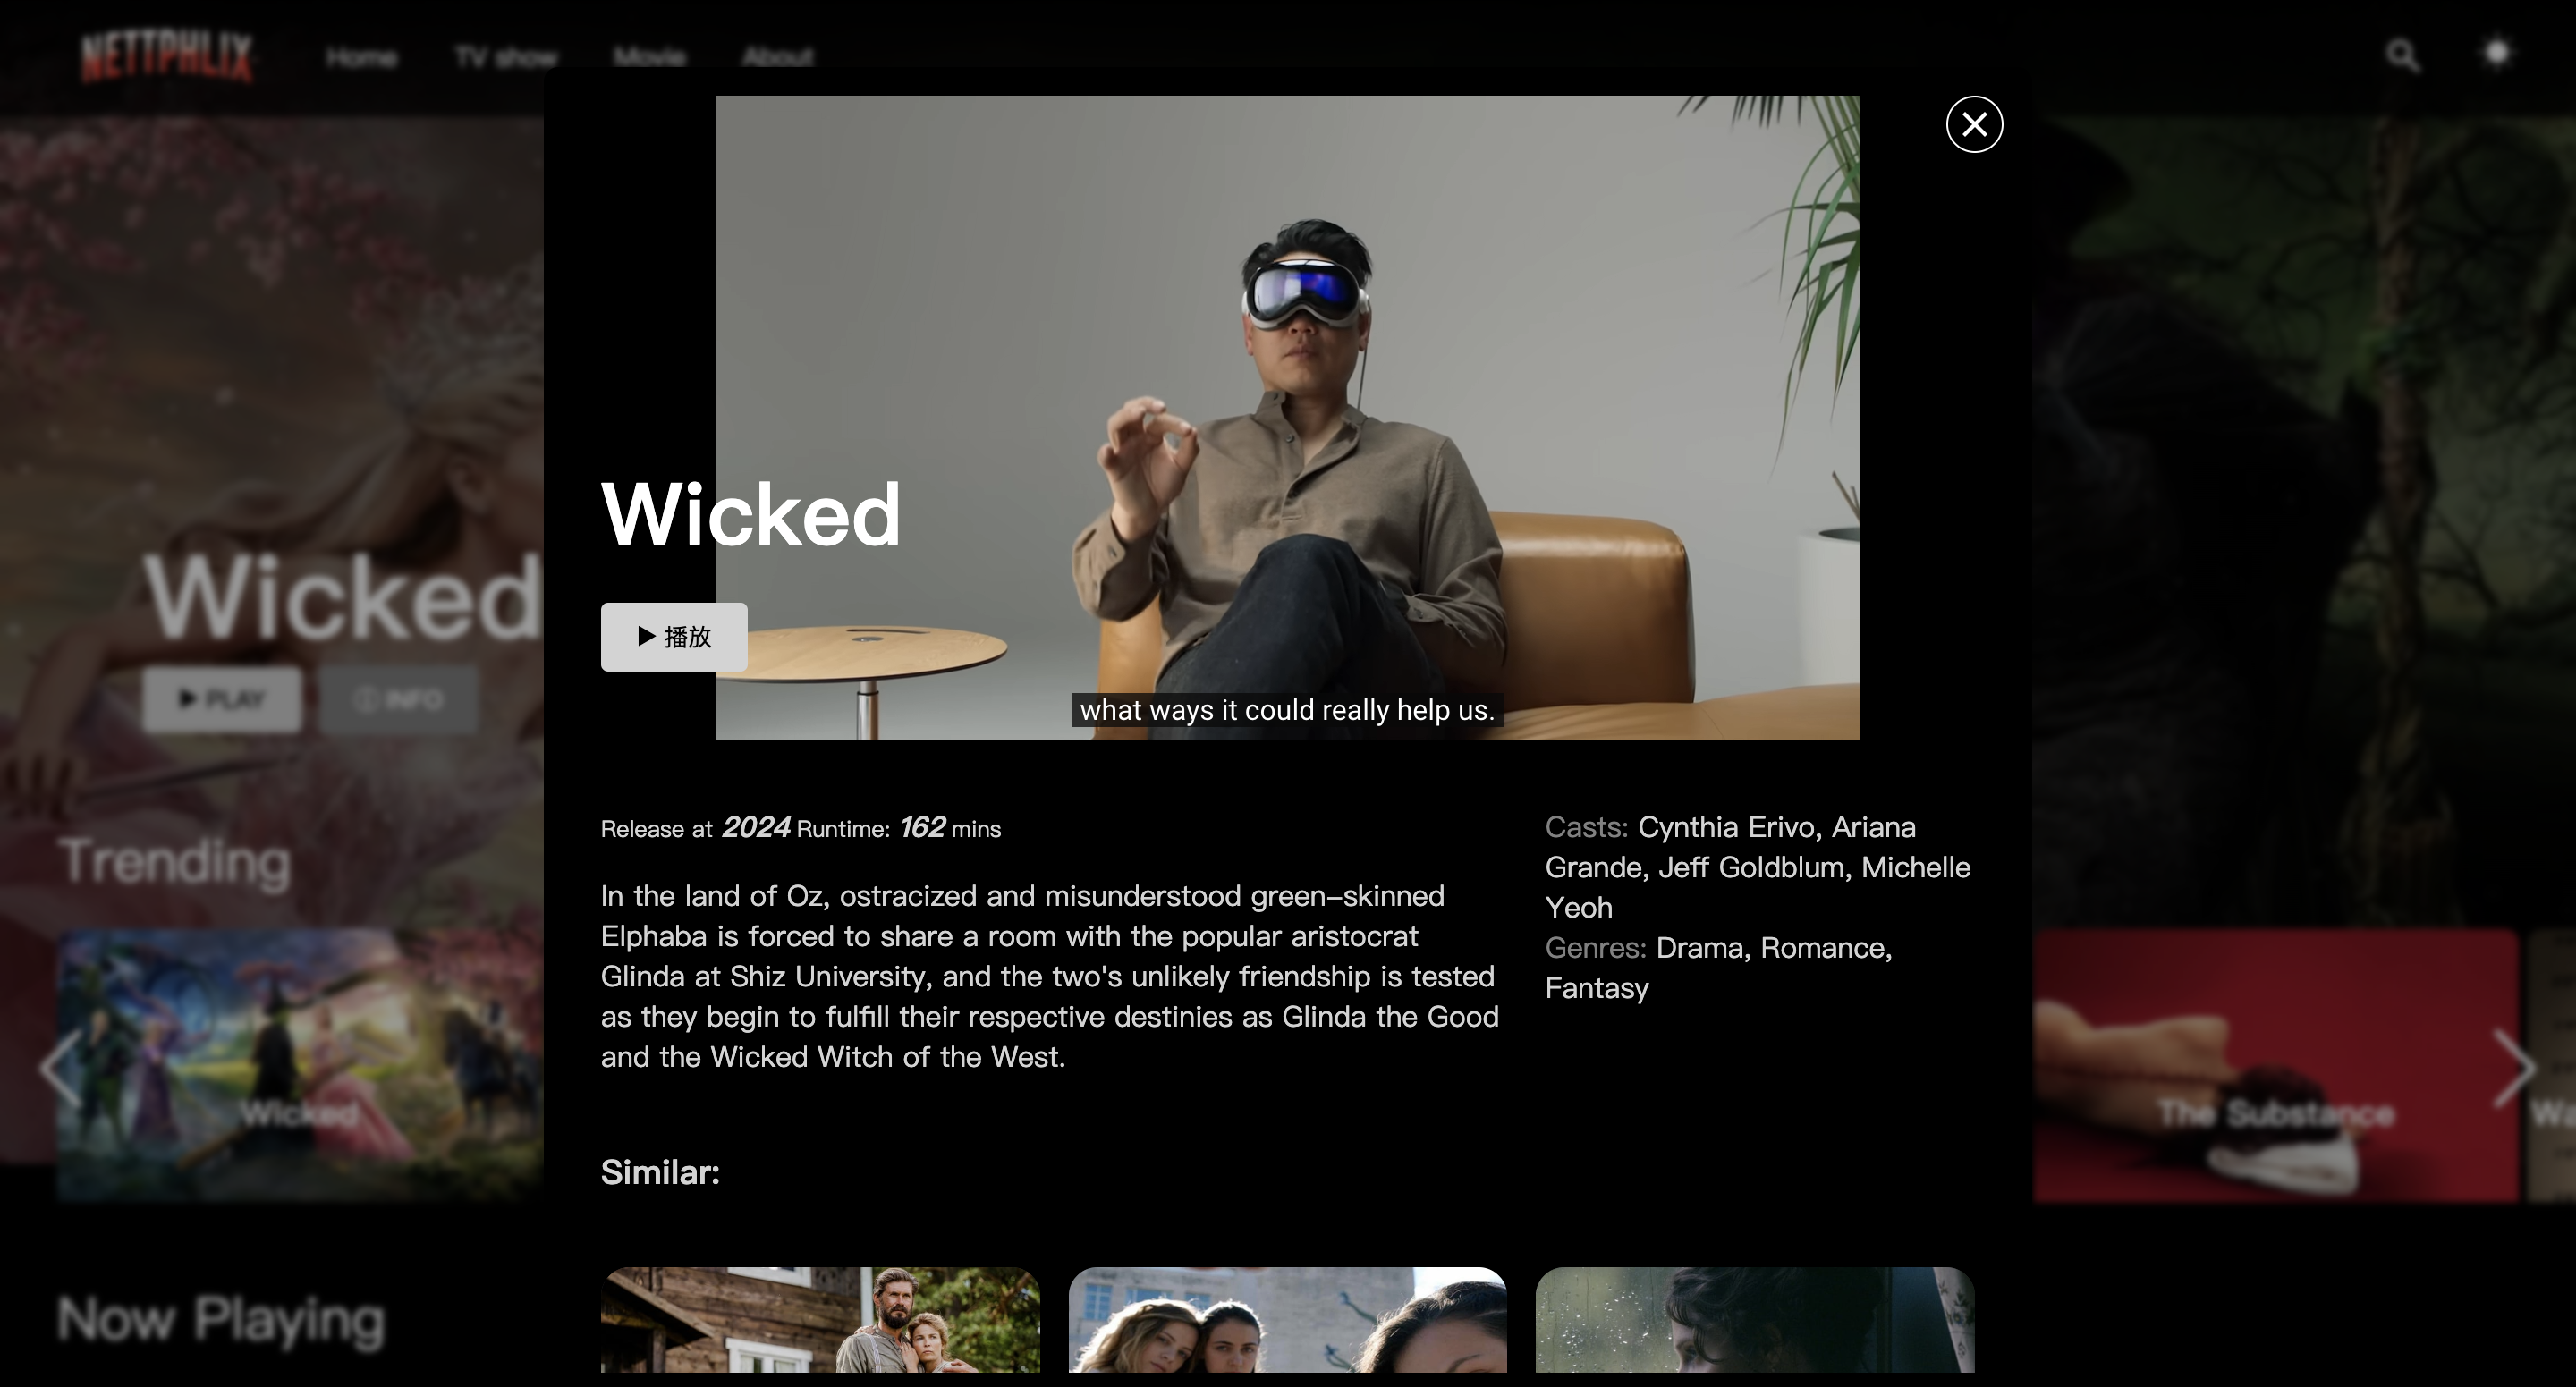 NETTPHLIX
Home
TV show
Movie
About
Wicked
▶ 播放
what ways it could really help us.
Wicked
▶ PLAY
INFO
Release at 2024 Runtime: 162 mins
In the land of Oz, ostracized and misunderstood green-skinned
Elphaba is forced to share a room with the popular aristocrat
Glinda at Shiz University, and the two's unlikely friendship is tested
as they begin to fulfill their respective destinies as Glinda the Good
and the Wicked Witch of the West.
Casts: Cynthia Erivo, Ariana
Grande, Jeff Goldblum, Michelle
Yeoh
Genres: Drama, Romance,
Fantasy
Trending
Wicked
The Substance
Similar:
Now Playing